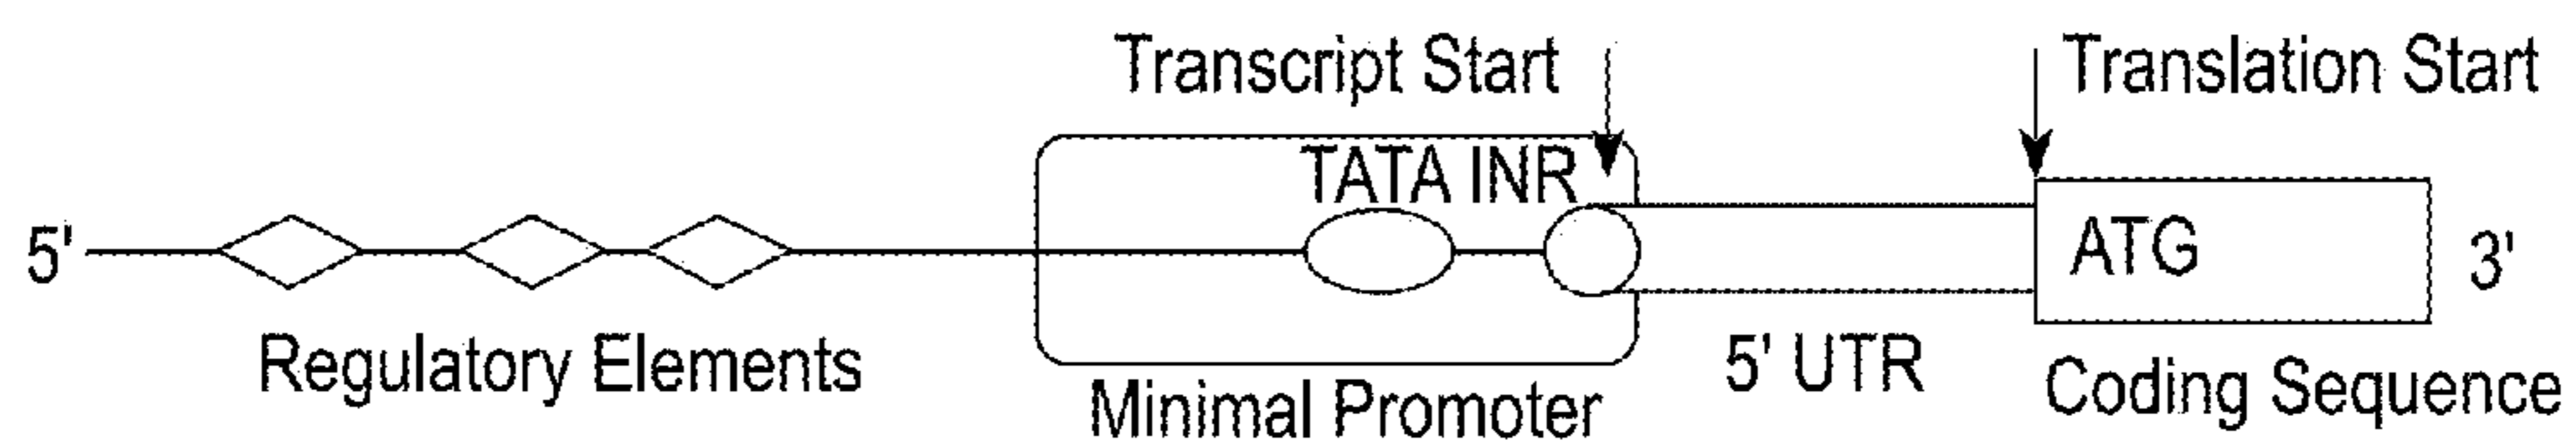 Transcript Start
Translation Start
TATA INR
5'
ATG
3'
Regulatory Elements
Minimal Promoter
5' UTR
Coding Sequence